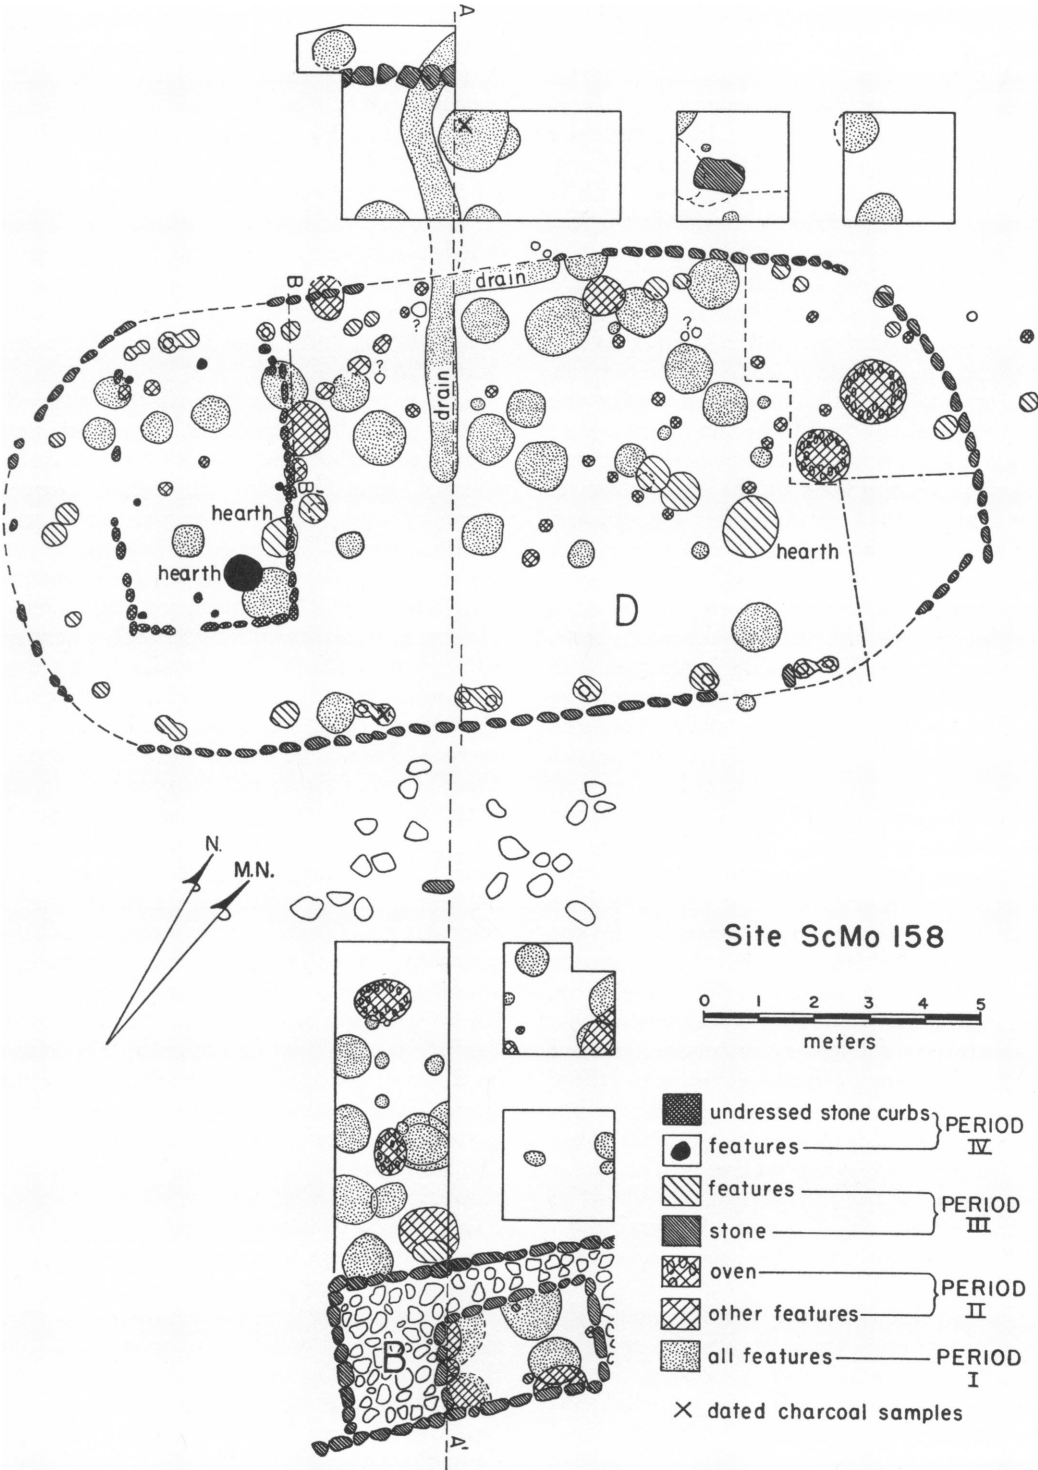 A
drain
B
?
?
?
drain
hearth
B'
hearth
hearth
D
N.
M.N.
Site ScMo 158
0 1 2 3 4 5
meters
undressed stone curbs
features
PERIOD
IV
features
stone
PERIOD
III
oven
other features
PERIOD
II
all features
PERIOD
I
X dated charcoal samples
B
A'